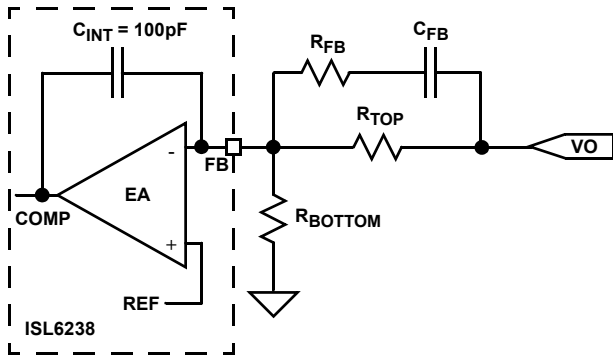 C_INT = 100pF
R_FB
C_FB
R_TOP
VO
-
FB
EA
COMP
R_BOTTOM
+
REF
ISL6238